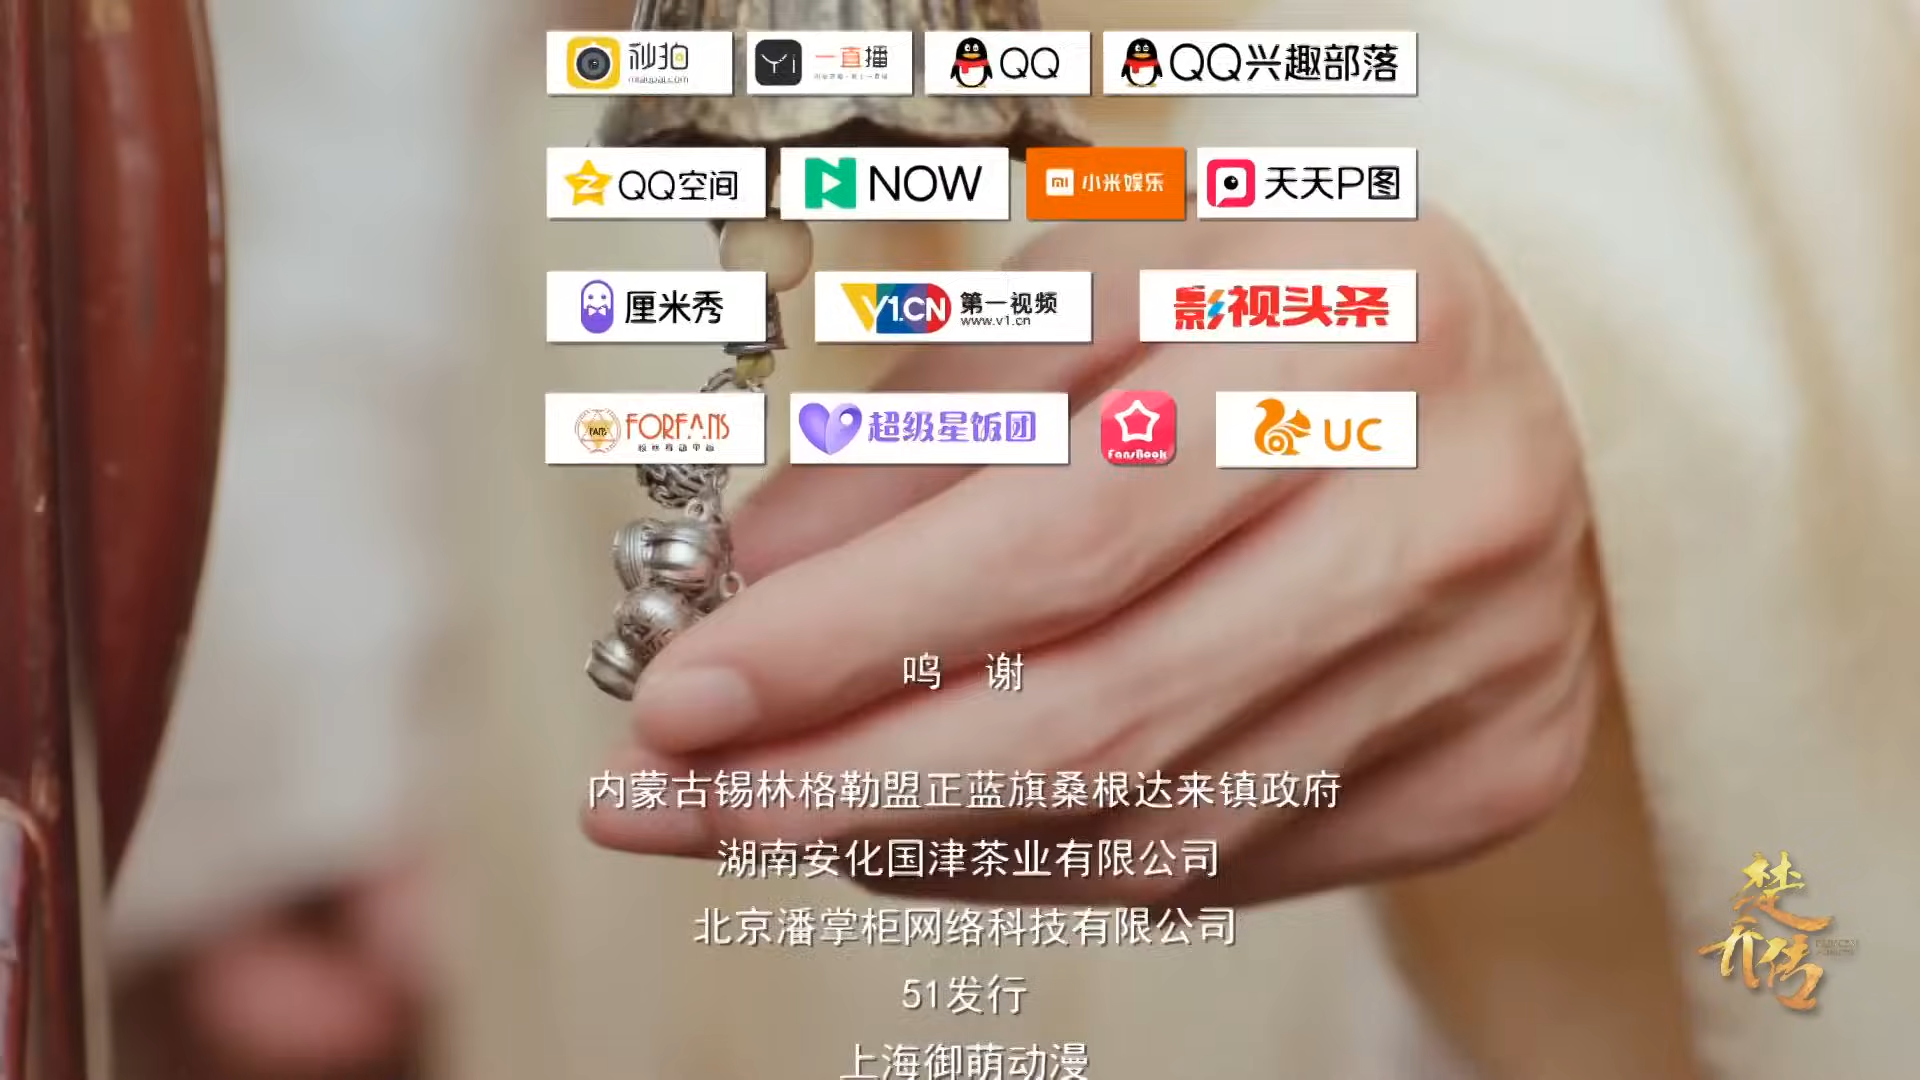 秒拍 一直播 QQ QQ兴趣部落
miaopai.com
QQ空间 NOW 小米娱乐 天天P图
厘米秀 V1.CN 第一视频 影视头条
www.v1.cn
FORFANS 超级星饭团 FansBook UC
鸣 谢
内蒙古锡林格勒盟正蓝旗桑根达来镇政府
湖南安化国津茶业有限公司
北京潘掌柜网络科技有限公司
51发行
上海御萌动漫
楚乔传